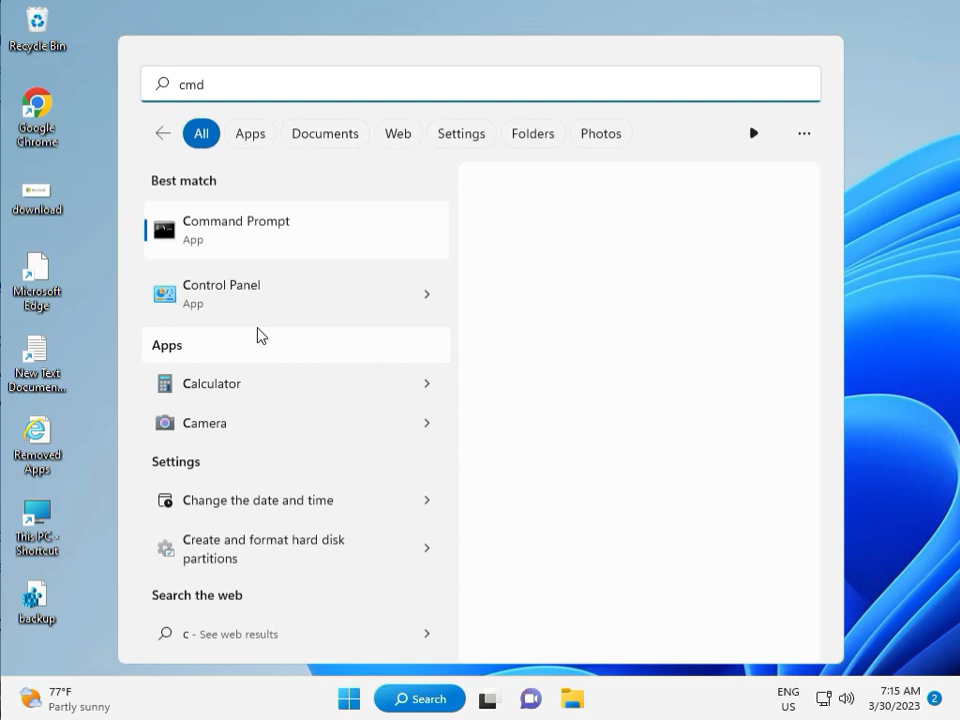 Recycle Bin
Google
Chrome
download
Microsoft
Edge
New Text
Documen...
Removed
Apps
This PC -
Shortcut
backup
cmd
All
Apps
Documents
Web
Settings
Folders
Photos
Best match
Command Prompt
App
Control Panel
App
Apps
Calculator
Camera
Settings
Change the date and time
Create and format hard disk
partitions
Search the web
c - See web results
77°F
Partly sunny
Search
ENG
US
7:15 AM
3/30/2023
2